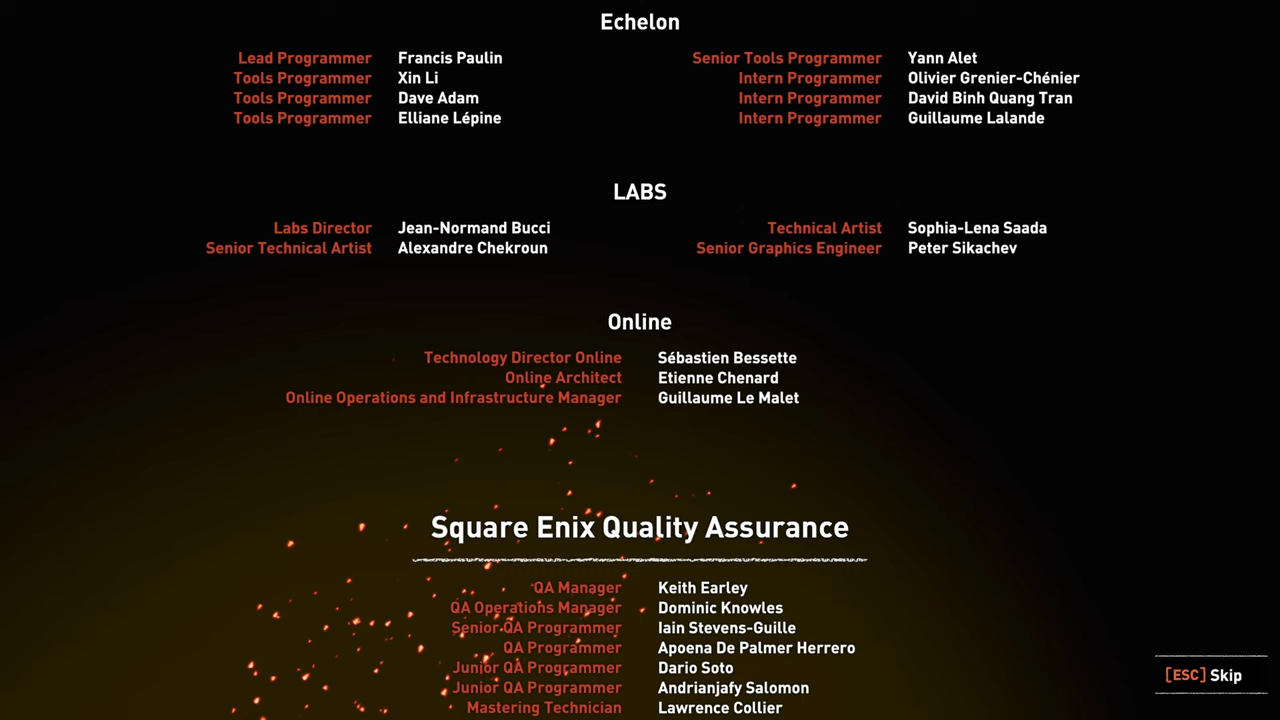 Echelon
Lead Programmer Francis Paulin Senior Tools Programmer Yann Alet
Tools Programmer Xin Li Intern Programmer Olivier Grenier-Chénier
Tools Programmer Dave Adam Intern Programmer David Binh Quang Tran
Tools Programmer Elliane Lépine Intern Programmer Guillaume Lalande
LABS
Labs Director Jean-Normand Bucci Technical Artist Sophia-Lena Saada
Senior Technical Artist Alexandre Chekroun Senior Graphics Engineer Peter Sikachev
Online
Technology Director Online Sébastien Bessette
Online Architect Etienne Chenard
Online Operations and Infrastructure Manager Guillaume Le Malet
Square Enix Quality Assurance
QA Manager Keith Earley
QA Operations Manager Dominic Knowles
Senior QA Programmer Iain Stevens-Guille
QA Programmer Apoena De Palmer Herrero
Junior QA Programmer Dario Soto
Junior QA Programmer Andrianjafy Salomon
Mastering Technician Lawrence Collier
[ESC] Skip